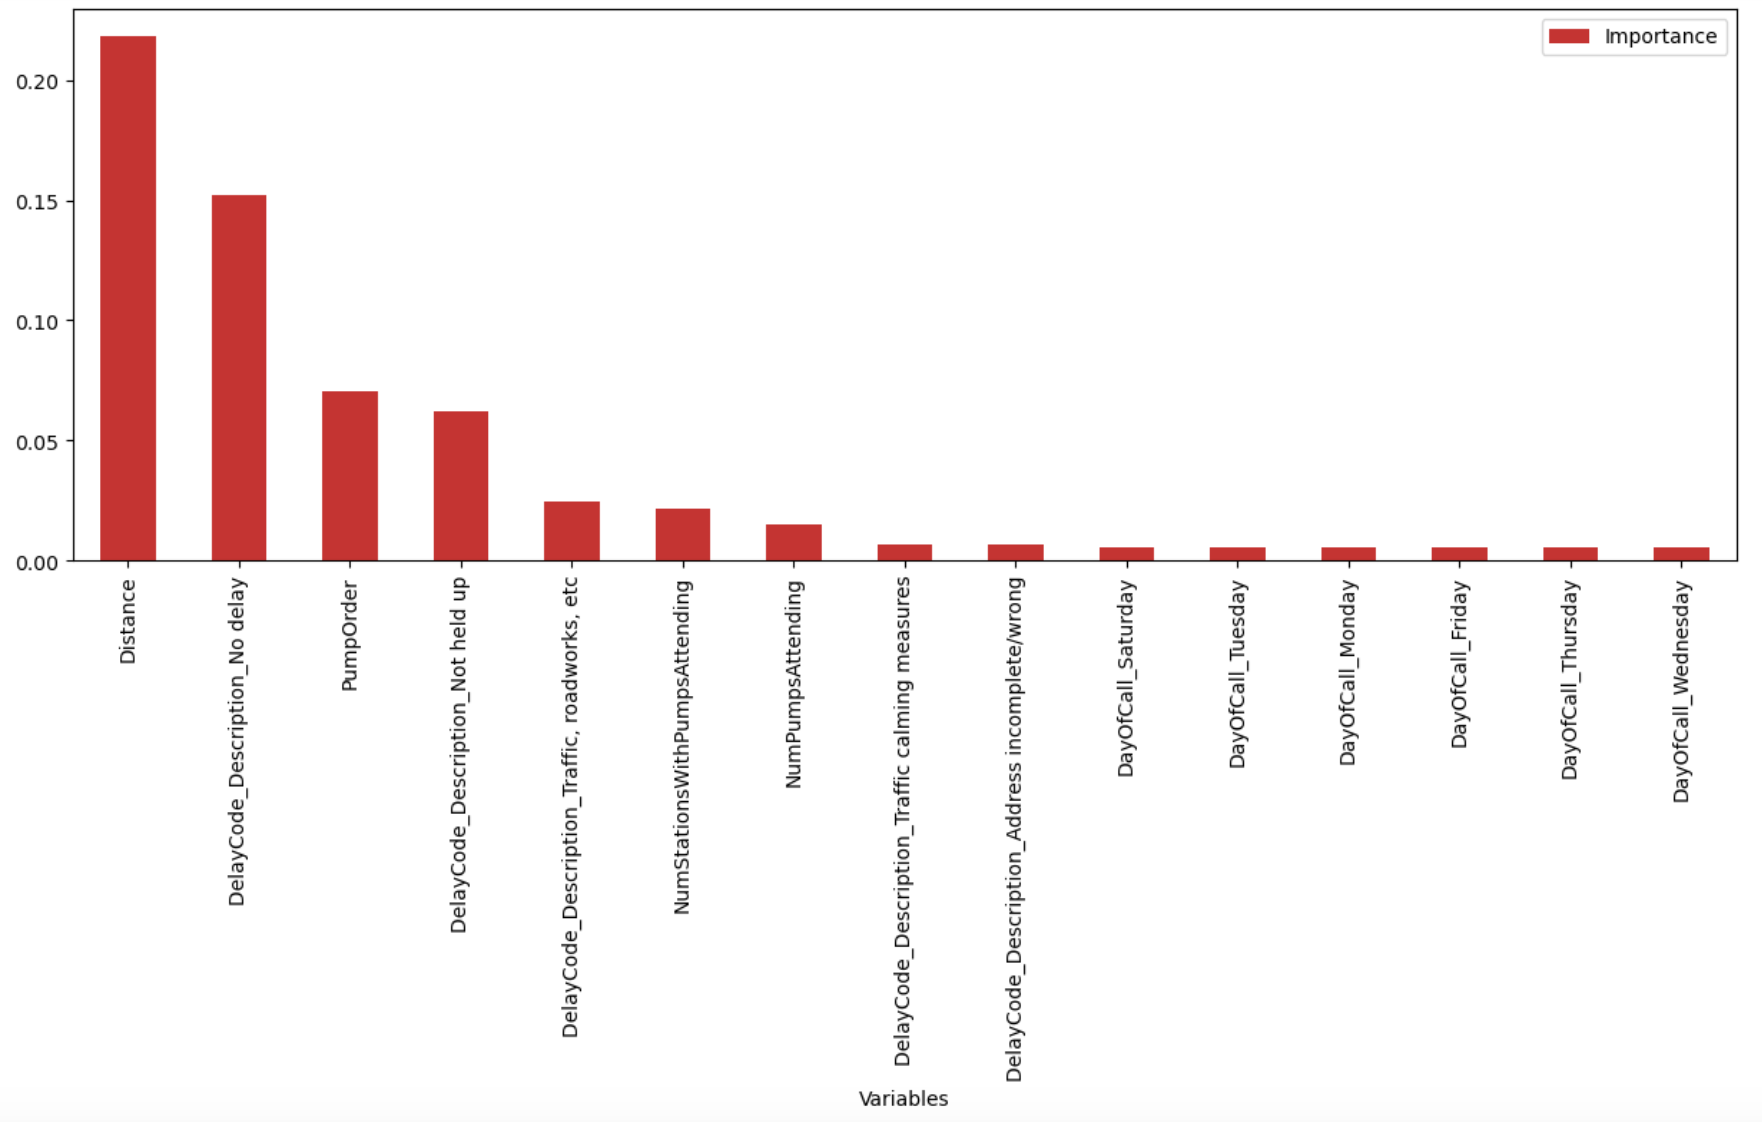 Importance
0.20
0.15
0.10
0.05
0.00
Distance
DelayCode_Description_No delay
PumpOrder
DelayCode_Description_Not held up
DelayCode_Description_Traffic, roadworks, etc
NumStationsWithPumpsAttending
NumPumpsAttending
DelayCode_Description_Traffic calming measures
DelayCode_Description_Address incomplete/wrong
DayOfCall_Saturday
DayOfCall_Tuesday
DayOfCall_Monday
DayOfCall_Friday
DayOfCall_Thursday
DayOfCall_Wednesday
Variables